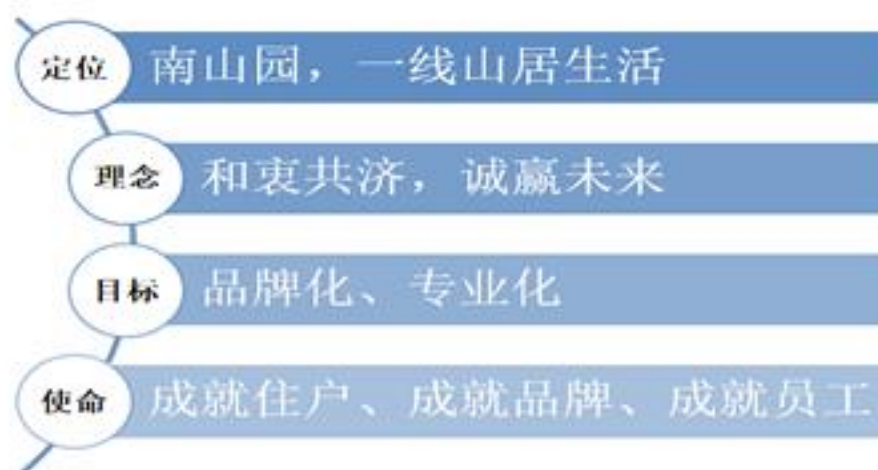 定位 南山园，一线山居生活
理念 和衷共济，诚赢未来
目标 品牌化、专业化
使命 成就住户、成就品牌、成就员工